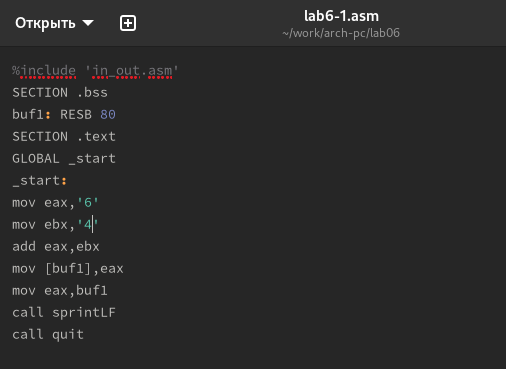 Открыть
lab6-1.asm
~/work/arch-pc/lab06
%include 'in_out.asm'
SECTION .bss
buf1: RESB 80
SECTION .text
GLOBAL _start
_start:
mov eax,'6'
mov ebx,'4'
add eax,ebx
mov [buf1],eax
mov eax,buf1
call sprintLF
call quit